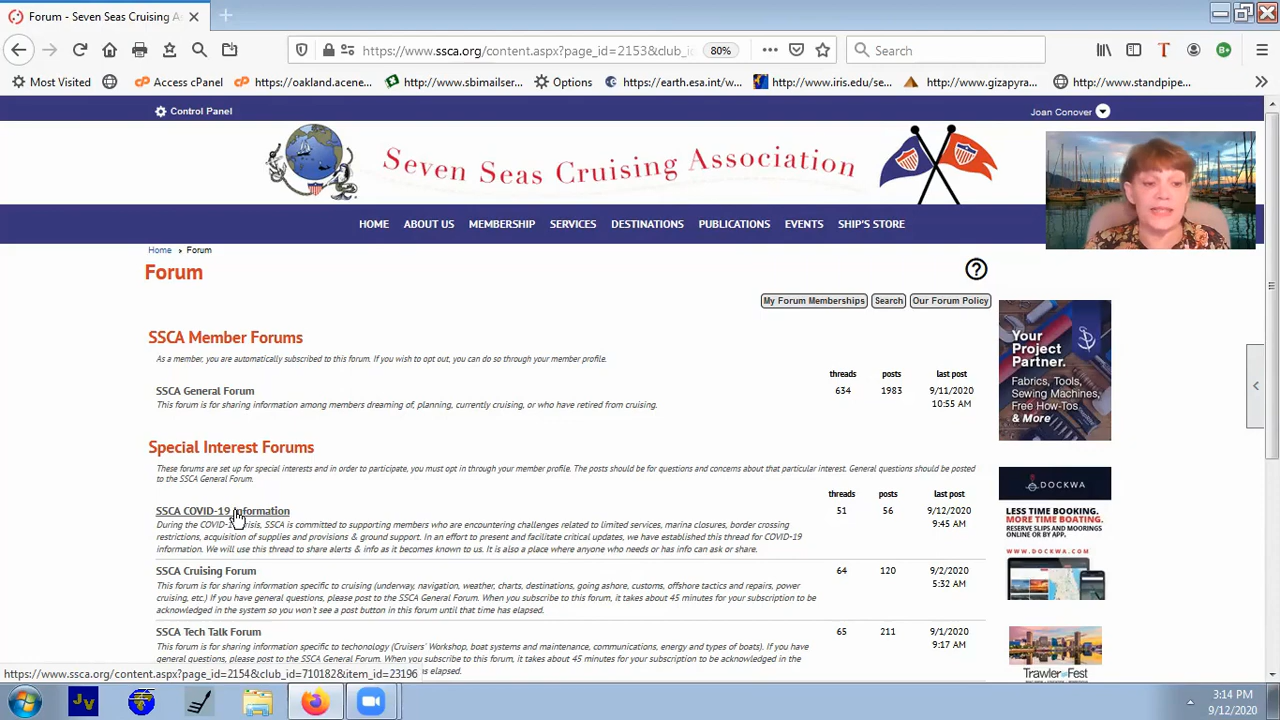 Forum - Seven Seas Cruising A
https://www.ssca.org/content.aspx?page_id=2153&club_
80%
Search
Most Visited
Access cPanel
https://oakland.acene...
http://www.sbimailser...
Options
https://earth.esa.int/w...
http://www.iris.edu/se...
http://www.gizapyra...
http://www.standpipe...
Control Panel
Joan Conover
Seven Seas Cruising Association
HOME ABOUT US MEMBERSHIP SERVICES DESTINATIONS PUBLICATIONS EVENTS SHIP'S STORE
Home Forum
Forum
My Forum Memberships Search Our Forum Policy
SSCA Member Forums
As a member, you are automatically subscribed to this forum. If you wish to opt out, you can do so through your member profile.
threads posts last post
SSCA General Forum 634 1983 9/11/2020
This forum is for sharing information among members dreaming of, planning, currently cruising, or who have retired from cruising. 10:55 AM
Special Interest Forums
These forums are set up for special interests and in order to participate, you must opt in through your member profile. The posts should be for questions and concerns about that particular interest. General questions should be posted
to the SSCA General Forum.
threads posts last post
SSCA COVID-19 Information 51 56 9/12/2020
During the COVID- isis, SSCA is committed to supporting members who are encountering challenges related to limited services, marina closures, border crossing 9:45 AM
restrictions, acquisition of supplies and provisions & ground support. In an effort to present and facilitate critical updates, we have established this thread for COVID-19
information. We will use this thread to share alerts & info as it becomes known to us. It is also a place where anyone who needs or has info can ask or share.
SSCA Cruising Forum 64 120 9/2/2020
This forum is for sharing information specific to cruising (underway, navigation, weather, charts, destinations, going ashore, customs, offshore tactics and repairs, power 5:32 AM
cruising, etc.) If you have general questions, please post to the SSCA General Forum. When you subscribe to this forum, it takes about 45 minutes for your subscription to be
acknowledged in the system so you won't see a post button in this forum until that time has elapsed.
SSCA Tech Talk Forum 65 211 9/1/2020
This forum is for sharing information specific to techonology (Cruisers' Workshop, boat systems and maintenance, communications, energy and types of boats). If you have 9:17 AM
general questions, please post to the SSCA General Forum. When you subscribe to this forum, it takes about 45 minutes for your subscription to be acknowledged in the
as elapsed.
https://www.ssca.org/content.aspx?page_id=2154&club_id=710182&item_id=23196
Your
Project
Partner.
Fabrics, Tools,
Sewing Machines,
Free How-Tos
& More
DOCKWA
LESS TIME BOOKING.
MORE TIME BOATING.
RESERVE SLIPS AND MOORINGS
ONLINE OR BY APP.
WWW.DOCKWA.COM
TrawlerFest
3:14 PM
9/12/2020